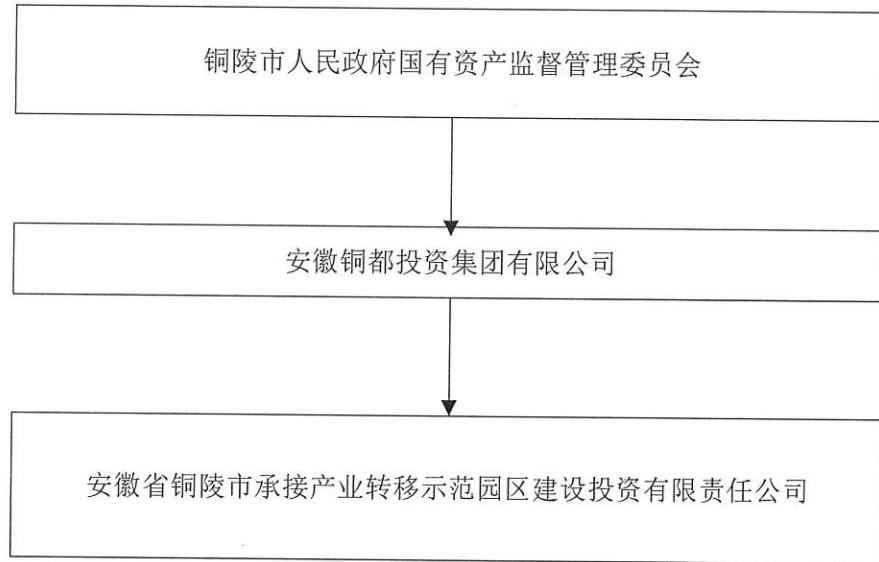 铜陵市人民政府国有资产监督管理委员会
安徽铜都投资集团有限公司
安徽省铜陵市承接产业转移示范园区建设投资有限责任公司